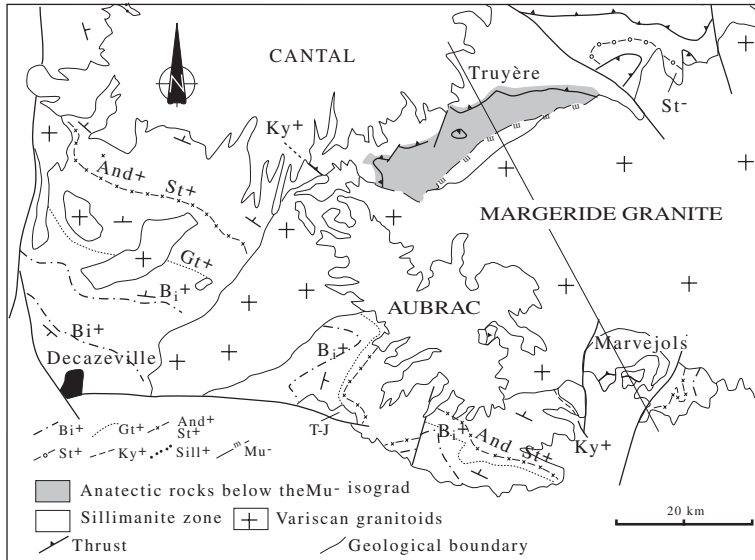 CANTAL
N
Truyère
St-
Ky+
And+
St+
MARGERIDE GRANITE
Gt+
Bi+
AUBRAC
Bi+
Marvejols
Decazeville
Bi+
T-J
Bi+
And St+
Ky+
Bi+ Gt+ And+ St+
St+ Ky+ Sill+ m Mu-
Anatectic rocks below theMu- isograd
Sillimanite zone + Variscan granitoids
20 km
Thrust Geological boundary